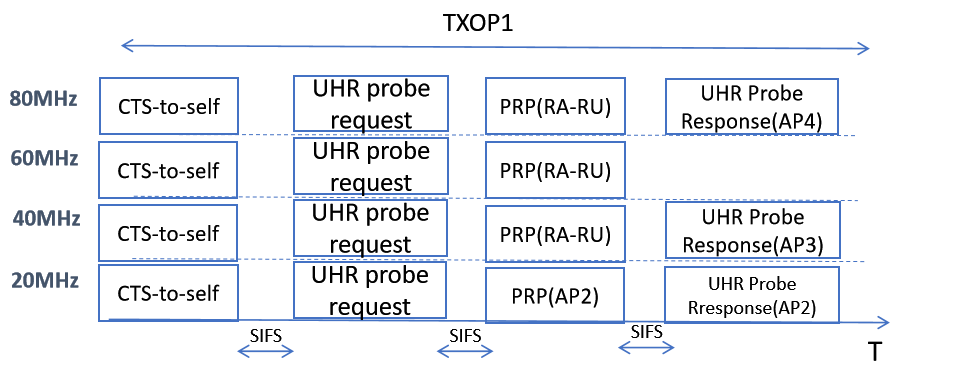 TXOP1
80MHz
CTS-to-self
UHR probe
request
PRP(RA-RU)
UHR Probe
Response(AP4)
60MHz
CTS-to-self
UHR probe
request
PRP(RA-RU)
40MHz
CTS-to-self
UHR probe
request
PRP(RA-RU)
UHR Probe
Response(AP3)
20MHz
CTS-to-self
UHR probe
request
PRP(AP2)
UHR Probe
Rresponse(AP2)
SIFS
SIFS
SIFS
T